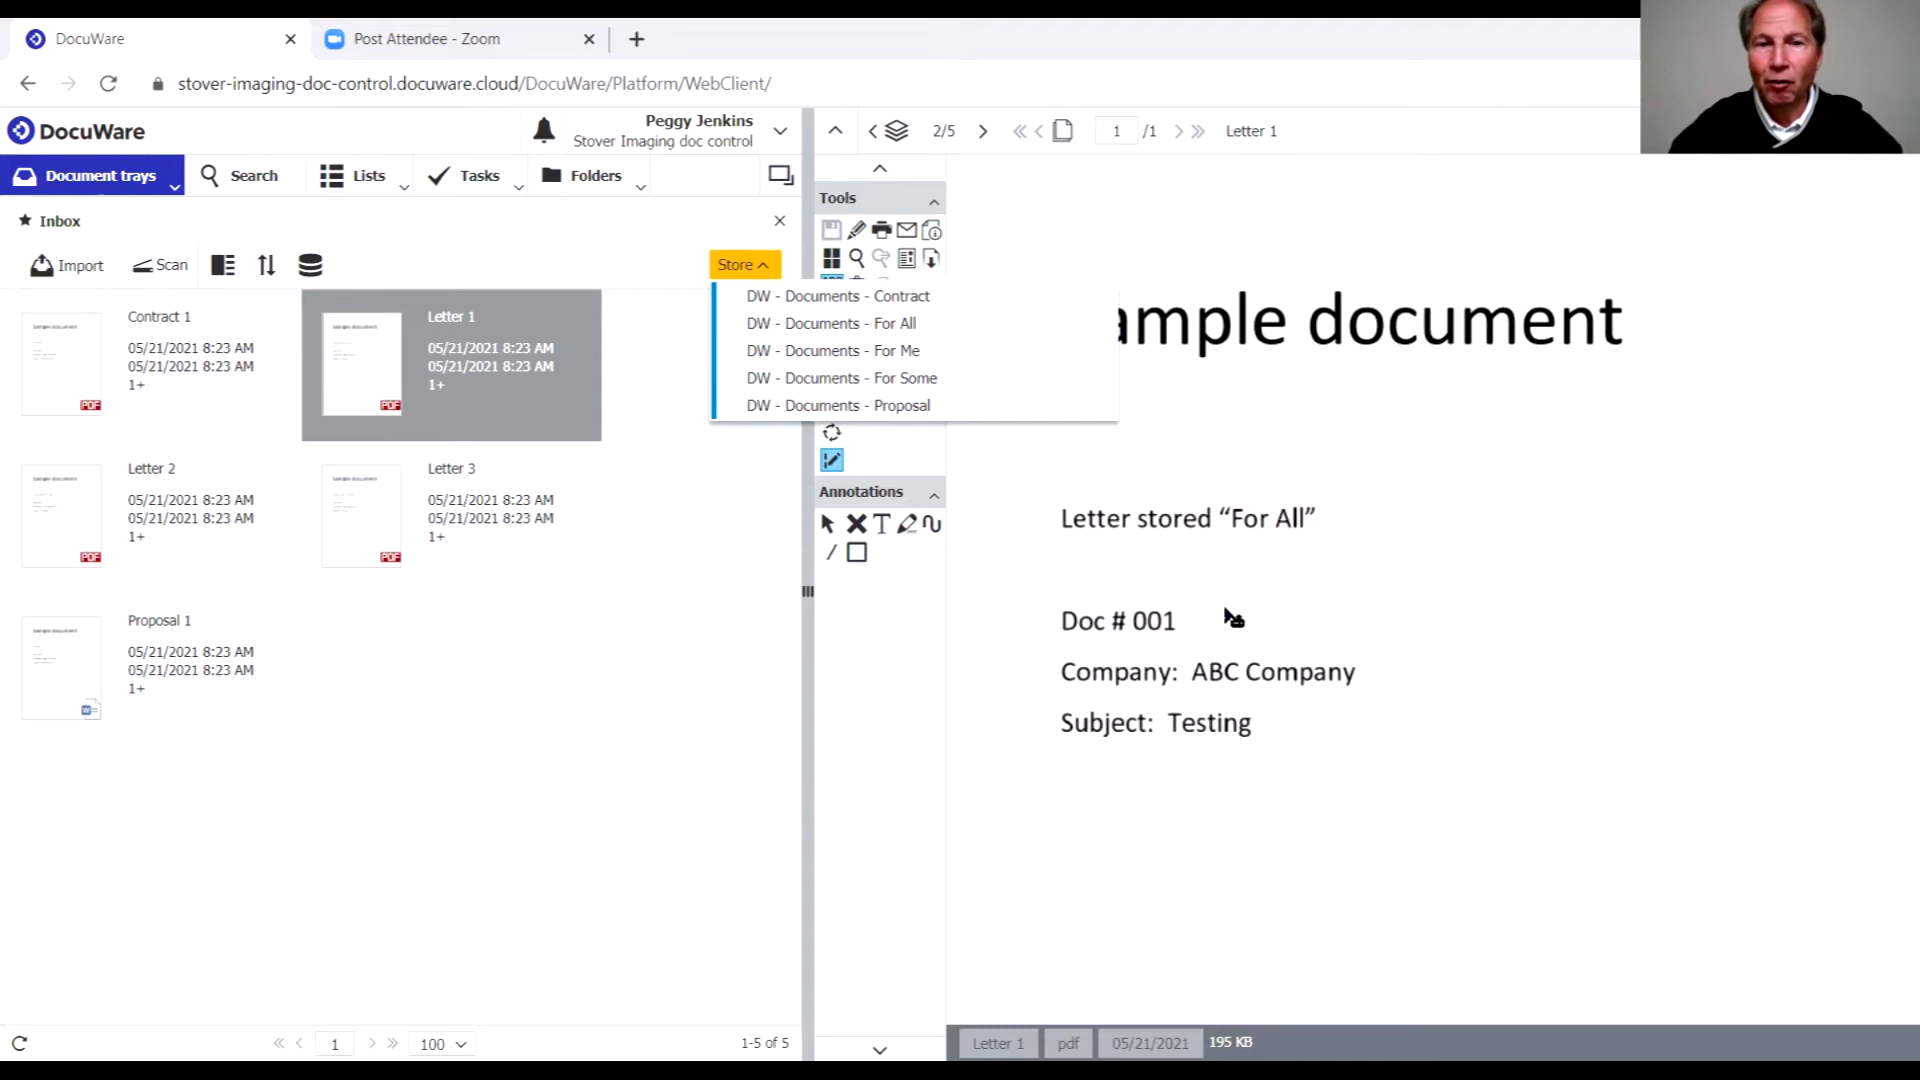 DocuWare
Post Attendee - Zoom
stover-imaging-doc-control.docuware.cloud/DocuWare/Platform/WebClient/
DocuWare
Peggy Jenkins
Stover Imaging doc control
2/5
1
/1
Letter 1
Document trays
Search
Lists
Tasks
Folders
Inbox
Tools
Import
Scan
Store
DW - Documents - Contract
DW - Documents - For All
DW - Documents - For Me
DW - Documents - For Some
DW - Documents - Proposal
Contract 1
05/21/2021 8:23 AM
05/21/2021 8:23 AM
1+
PDF
Letter 1
05/21/2021 8:23 AM
05/21/2021 8:23 AM
1+
PDF
Letter 2
05/21/2021 8:23 AM
05/21/2021 8:23 AM
1+
PDF
Letter 3
05/21/2021 8:23 AM
05/21/2021 8:23 AM
1+
PDF
Proposal 1
05/21/2021 8:23 AM
05/21/2021 8:23 AM
1+
Annotations
ample document
Letter stored “For All”
Doc # 001
Company: ABC Company
Subject: Testing
1
100
1-5 of 5
Letter 1
pdf
05/21/2021
195 KB